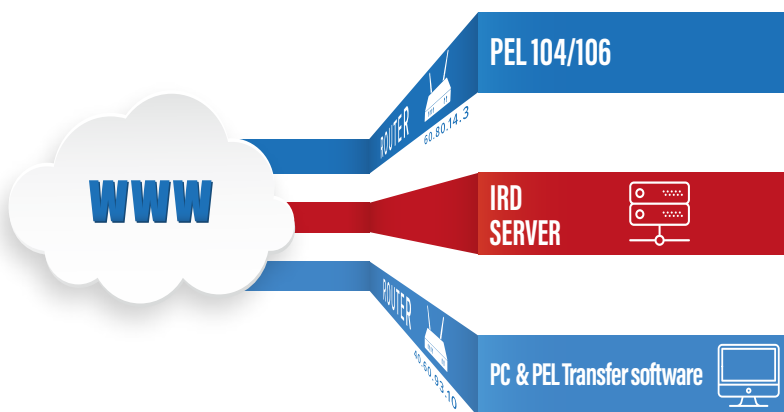 WWW
ROUTER
60.80.14.3
PEL 104/106
IRD
SERVER
ROUTER
40.60.93.10
PC & PEL Transfer software